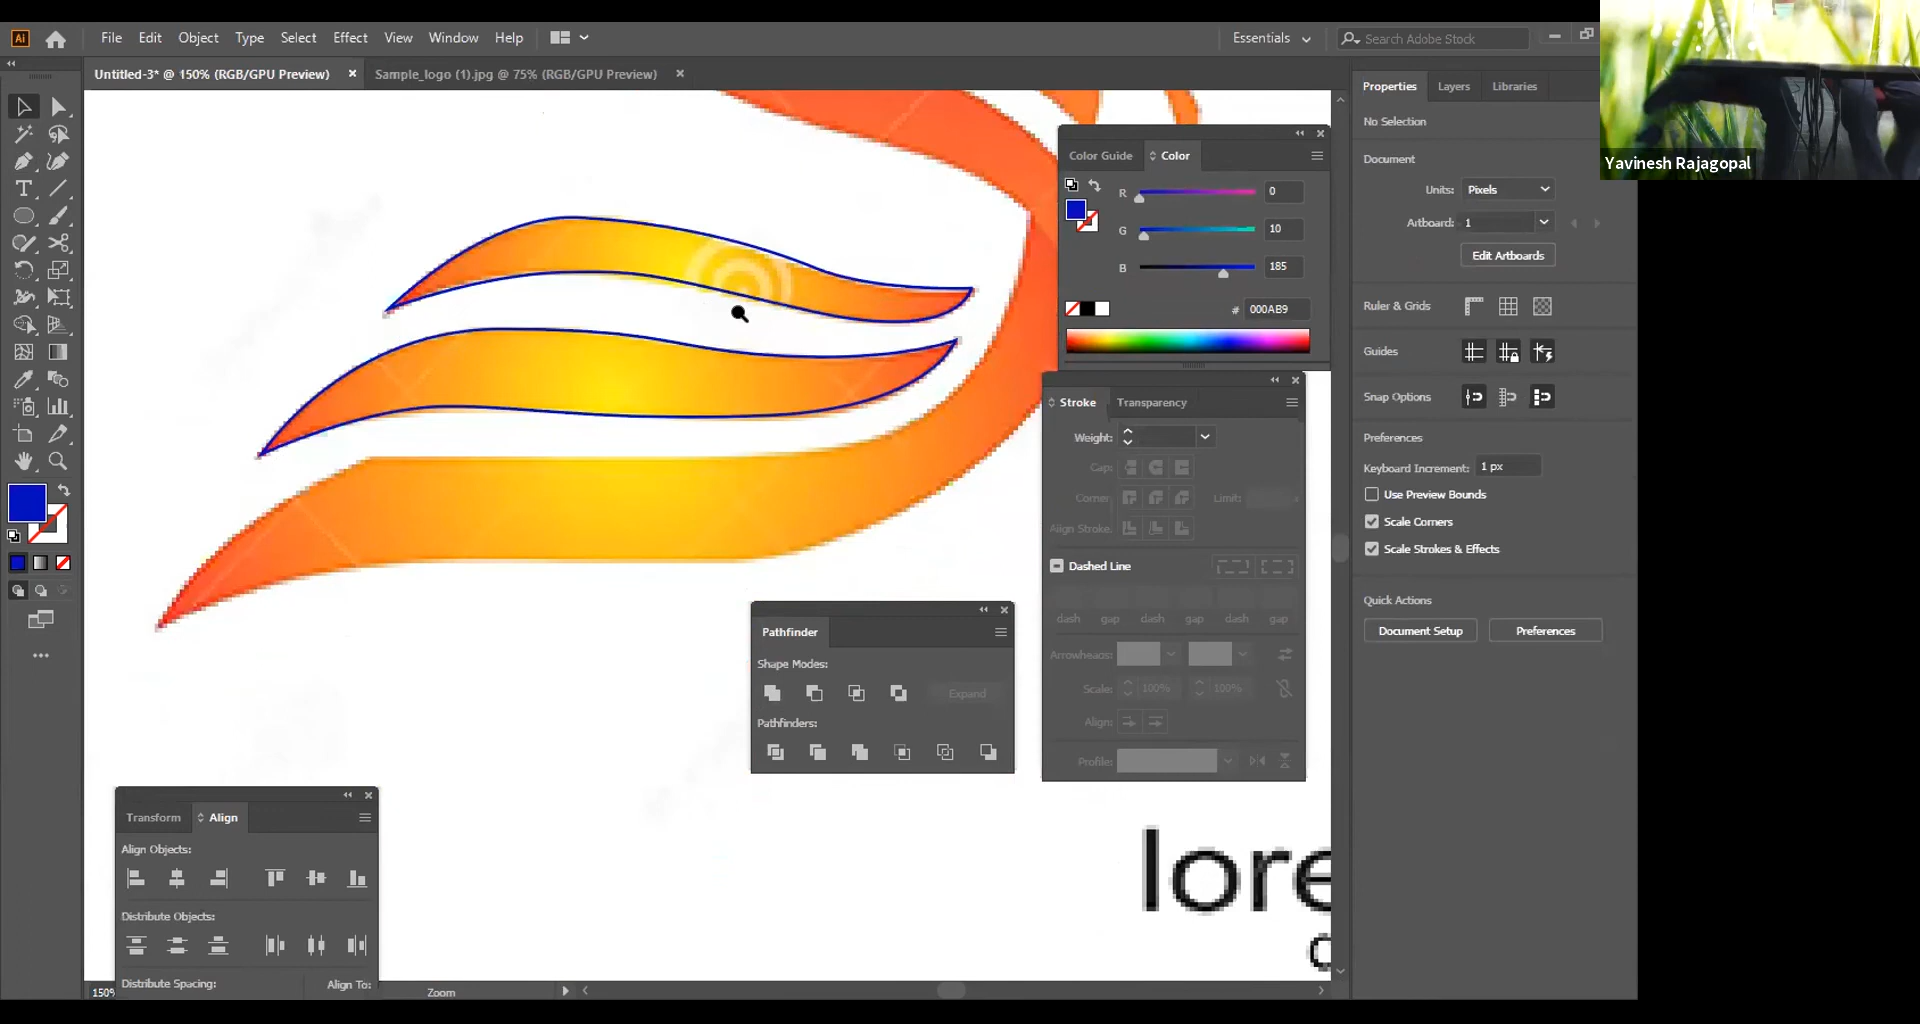 Ai File Edit Object Type Select Effect View Window Help Essentials Search Adobe Stock
Untitled-3* @ 150% (RGB/GPU Preview) × Sample_logo (1).jpg @ 75% (RGB/GPU Preview) ×
Yavinesh Rajagopal
Properties Layers Libraries
No Selection
Document
Units: Pixels
Artboard: 1
Edit Artboards
Ruler & Grids
Guides
Snap Options
Preferences
Keyboard Increment: 1 px
Use Preview Bounds
Scale Corners
Scale Strokes & Effects
Quick Actions
Document Setup Preferences
Color Guide Color
R 0
G 10
B 185
# 000AB9
Stroke Transparency
Weight:
Cap:
Corner: Limit:
Align Stroke:
Dashed Line
dash gap dash gap dash gap
Arrowheads:
Scale: 100% 100%
Align:
Profile:
Pathfinder
Shape Modes:
Expand
Pathfinders:
Transform Align
Align Objects:
Distribute Objects:
Distribute Spacing: Align To:
lore
150% Zoom